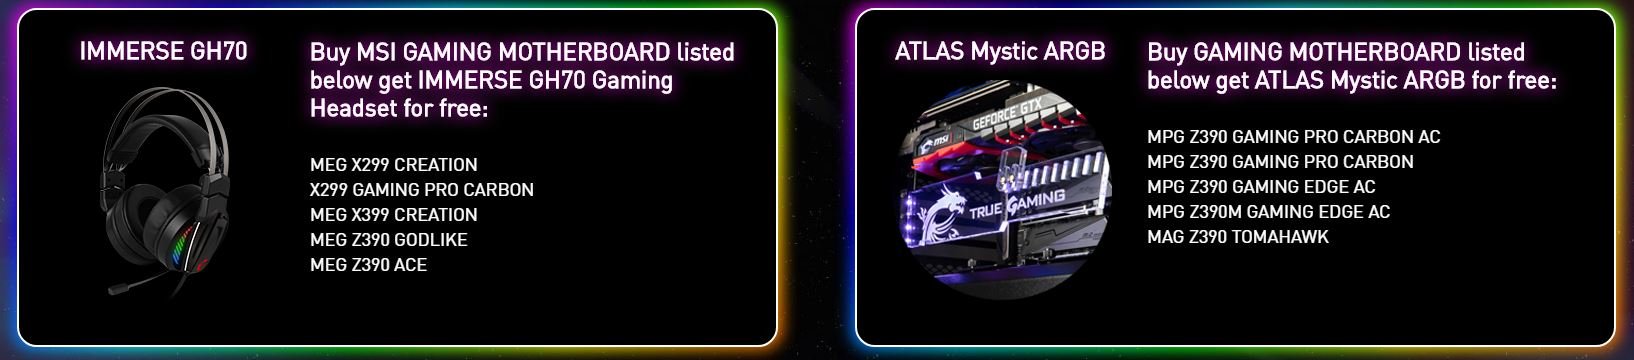 IMMERSE GH70
Buy MSI GAMING MOTHERBOARD listed
below get IMMERSE GH70 Gaming
Headset for free:
MEG X299 CREATION
X299 GAMING PRO CARBON
MEG X399 CREATION
MEG Z390 GODLIKE
MEG Z390 ACE
ATLAS Mystic ARGB
GEFORCE GTX
msi
TRUE GAMING
Buy GAMING MOTHERBOARD listed
below get ATLAS Mystic ARGB for free:
MPG Z390 GAMING PRO CARBON AC
MPG Z390 GAMING PRO CARBON
MPG Z390 GAMING EDGE AC
MPG Z390M GAMING EDGE AC
MAG Z390 TOMAHAWK